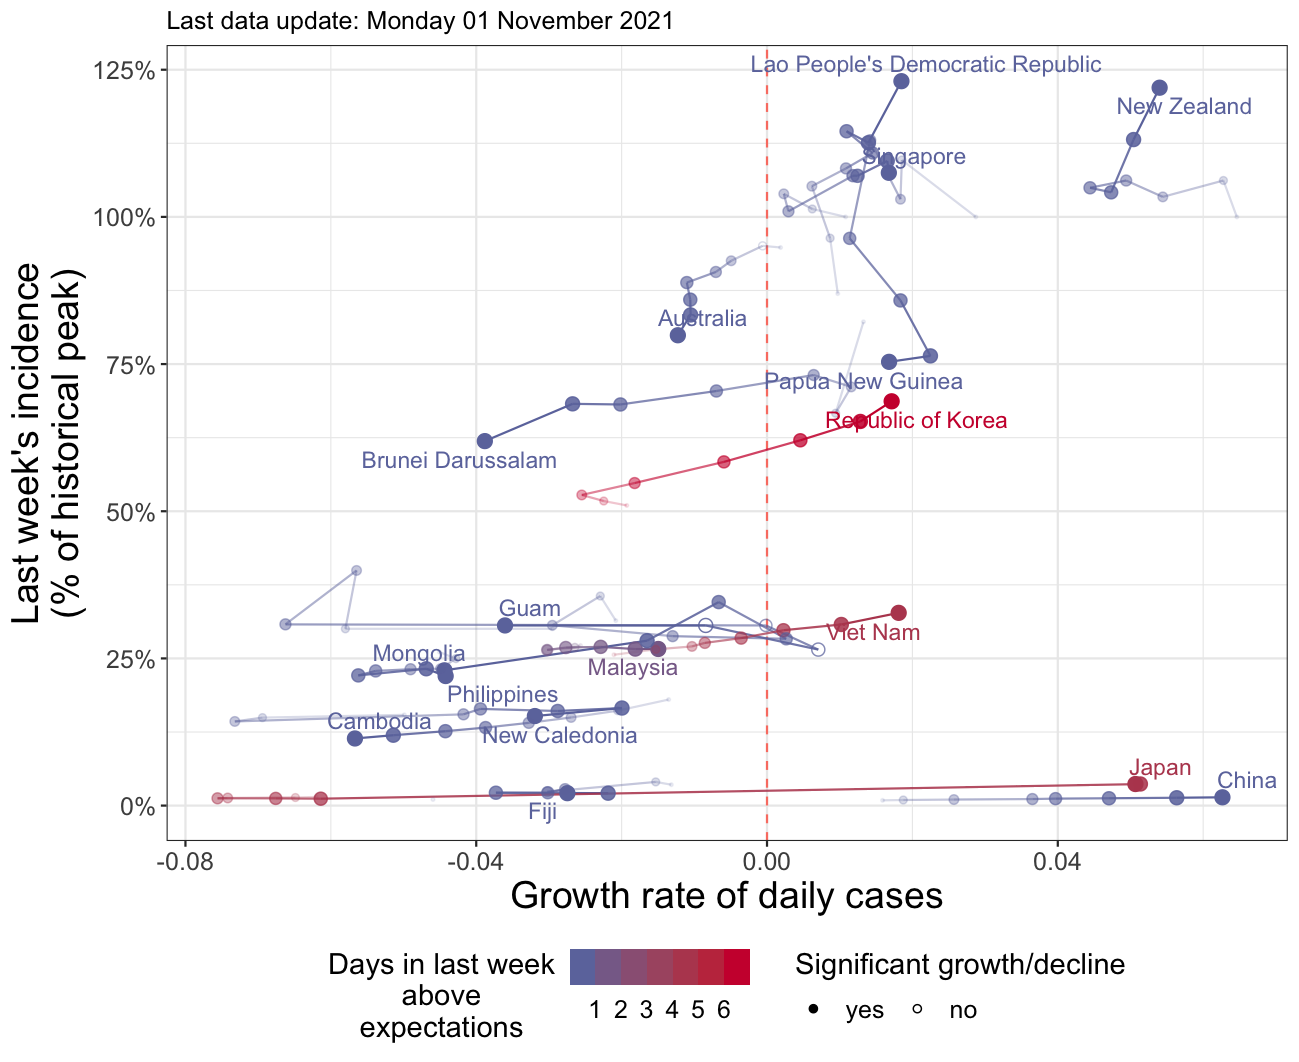 Last data update: Monday 01 November 2021
125%
100%
75%
50%
25%
0%
Last week's incidence
(% of historical peak)
Lao People's Democratic Republic
New Zealand
Singapore
Australia
Papua New Guinea
Republic of Korea
Brunei Darussalam
Guam
Viet Nam
Mongolia
Malaysia
Philippines
Cambodia
New Caledonia
Japan
China
Fiji
-0.08
-0.04
0.00
0.04
Growth rate of daily cases
Days in last week
above
expectations
1 2 3 4 5 6
Significant growth/decline
yes
no